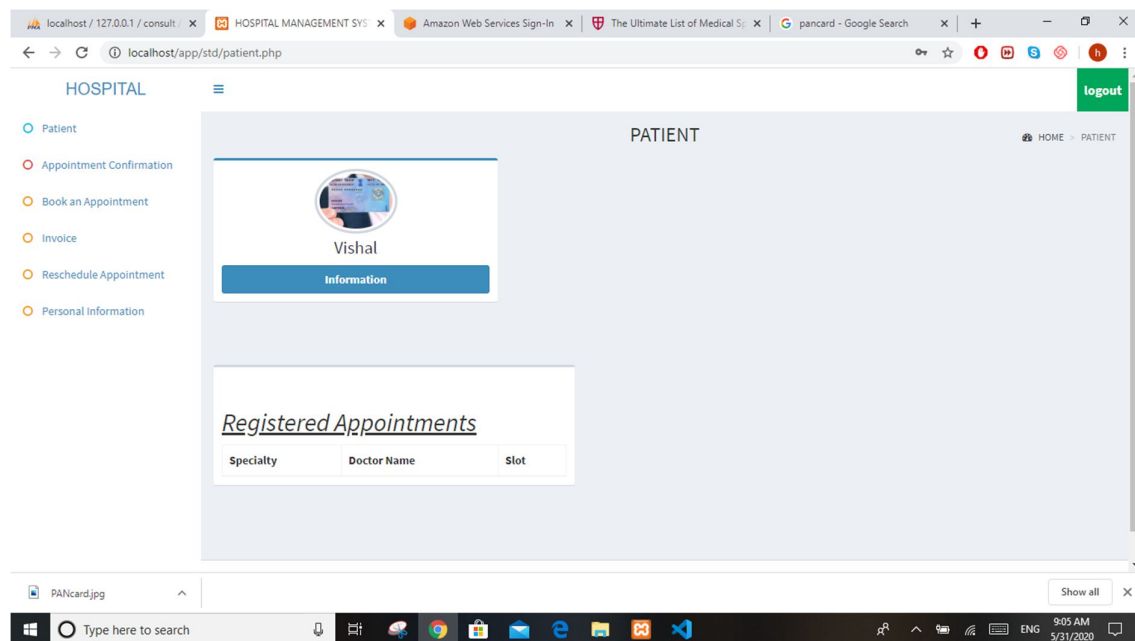 localhost / 127.0.0.1 / consult /
HOSPITAL MANAGEMENT SYS
Amazon Web Services Sign-In
The Ultimate List of Medical Sp
pancard - Google Search
localhost/app/std/patient.php
h
HOSPITAL
logout
Patient
Appointment Confirmation
Book an Appointment
Invoice
Reschedule Appointment
Personal Information
PATIENT
HOME > PATIENT
Vishal
Information
Registered Appointments
Specialty Doctor Name Slot
PANcard.jpg
Show all
Type here to search
ENG
9:05 AM
5/31/2020